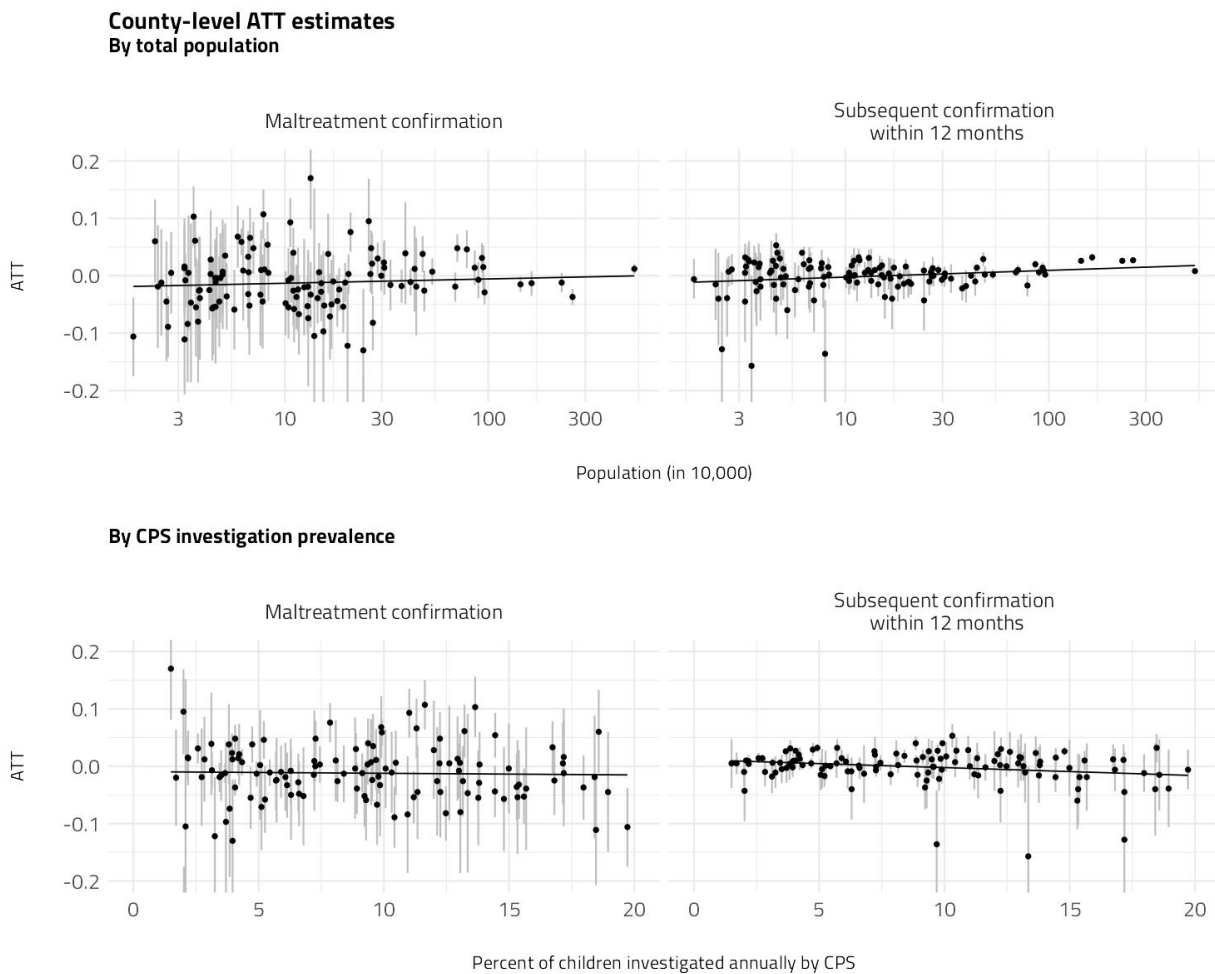 County-level ATT estimates
By total population
Maltreatment confirmation
Subsequent confirmation
within 12 months
ATT
0.2
0.1
0.0
-0.1
-0.2
3 10 30 100 300
3 10 30 100 300
Population (in 10,000)
By CPS investigation prevalence
Maltreatment confirmation
Subsequent confirmation
within 12 months
ATT
0.2
0.1
0.0
-0.1
-0.2
0 5 10 15 20
0 5 10 15 20
Percent of children investigated annually by CPS